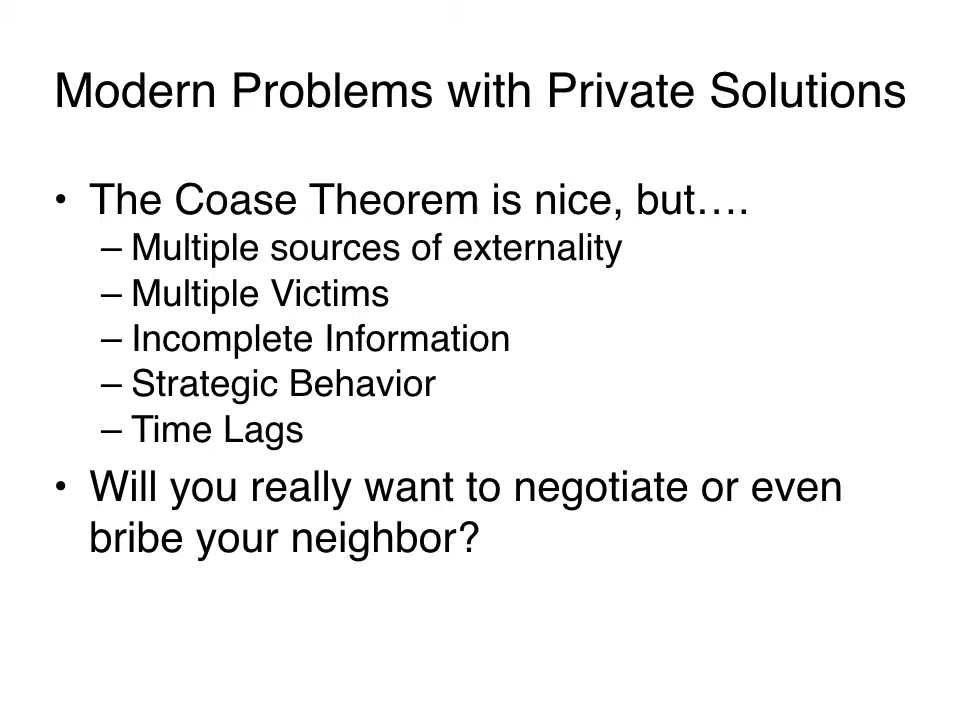 Modern Problems with Private Solutions
• The Coase Theorem is nice, but….
– Multiple sources of externality
– Multiple Victims
– Incomplete Information
– Strategic Behavior
– Time Lags
• Will you really want to negotiate or even
bribe your neighbor?